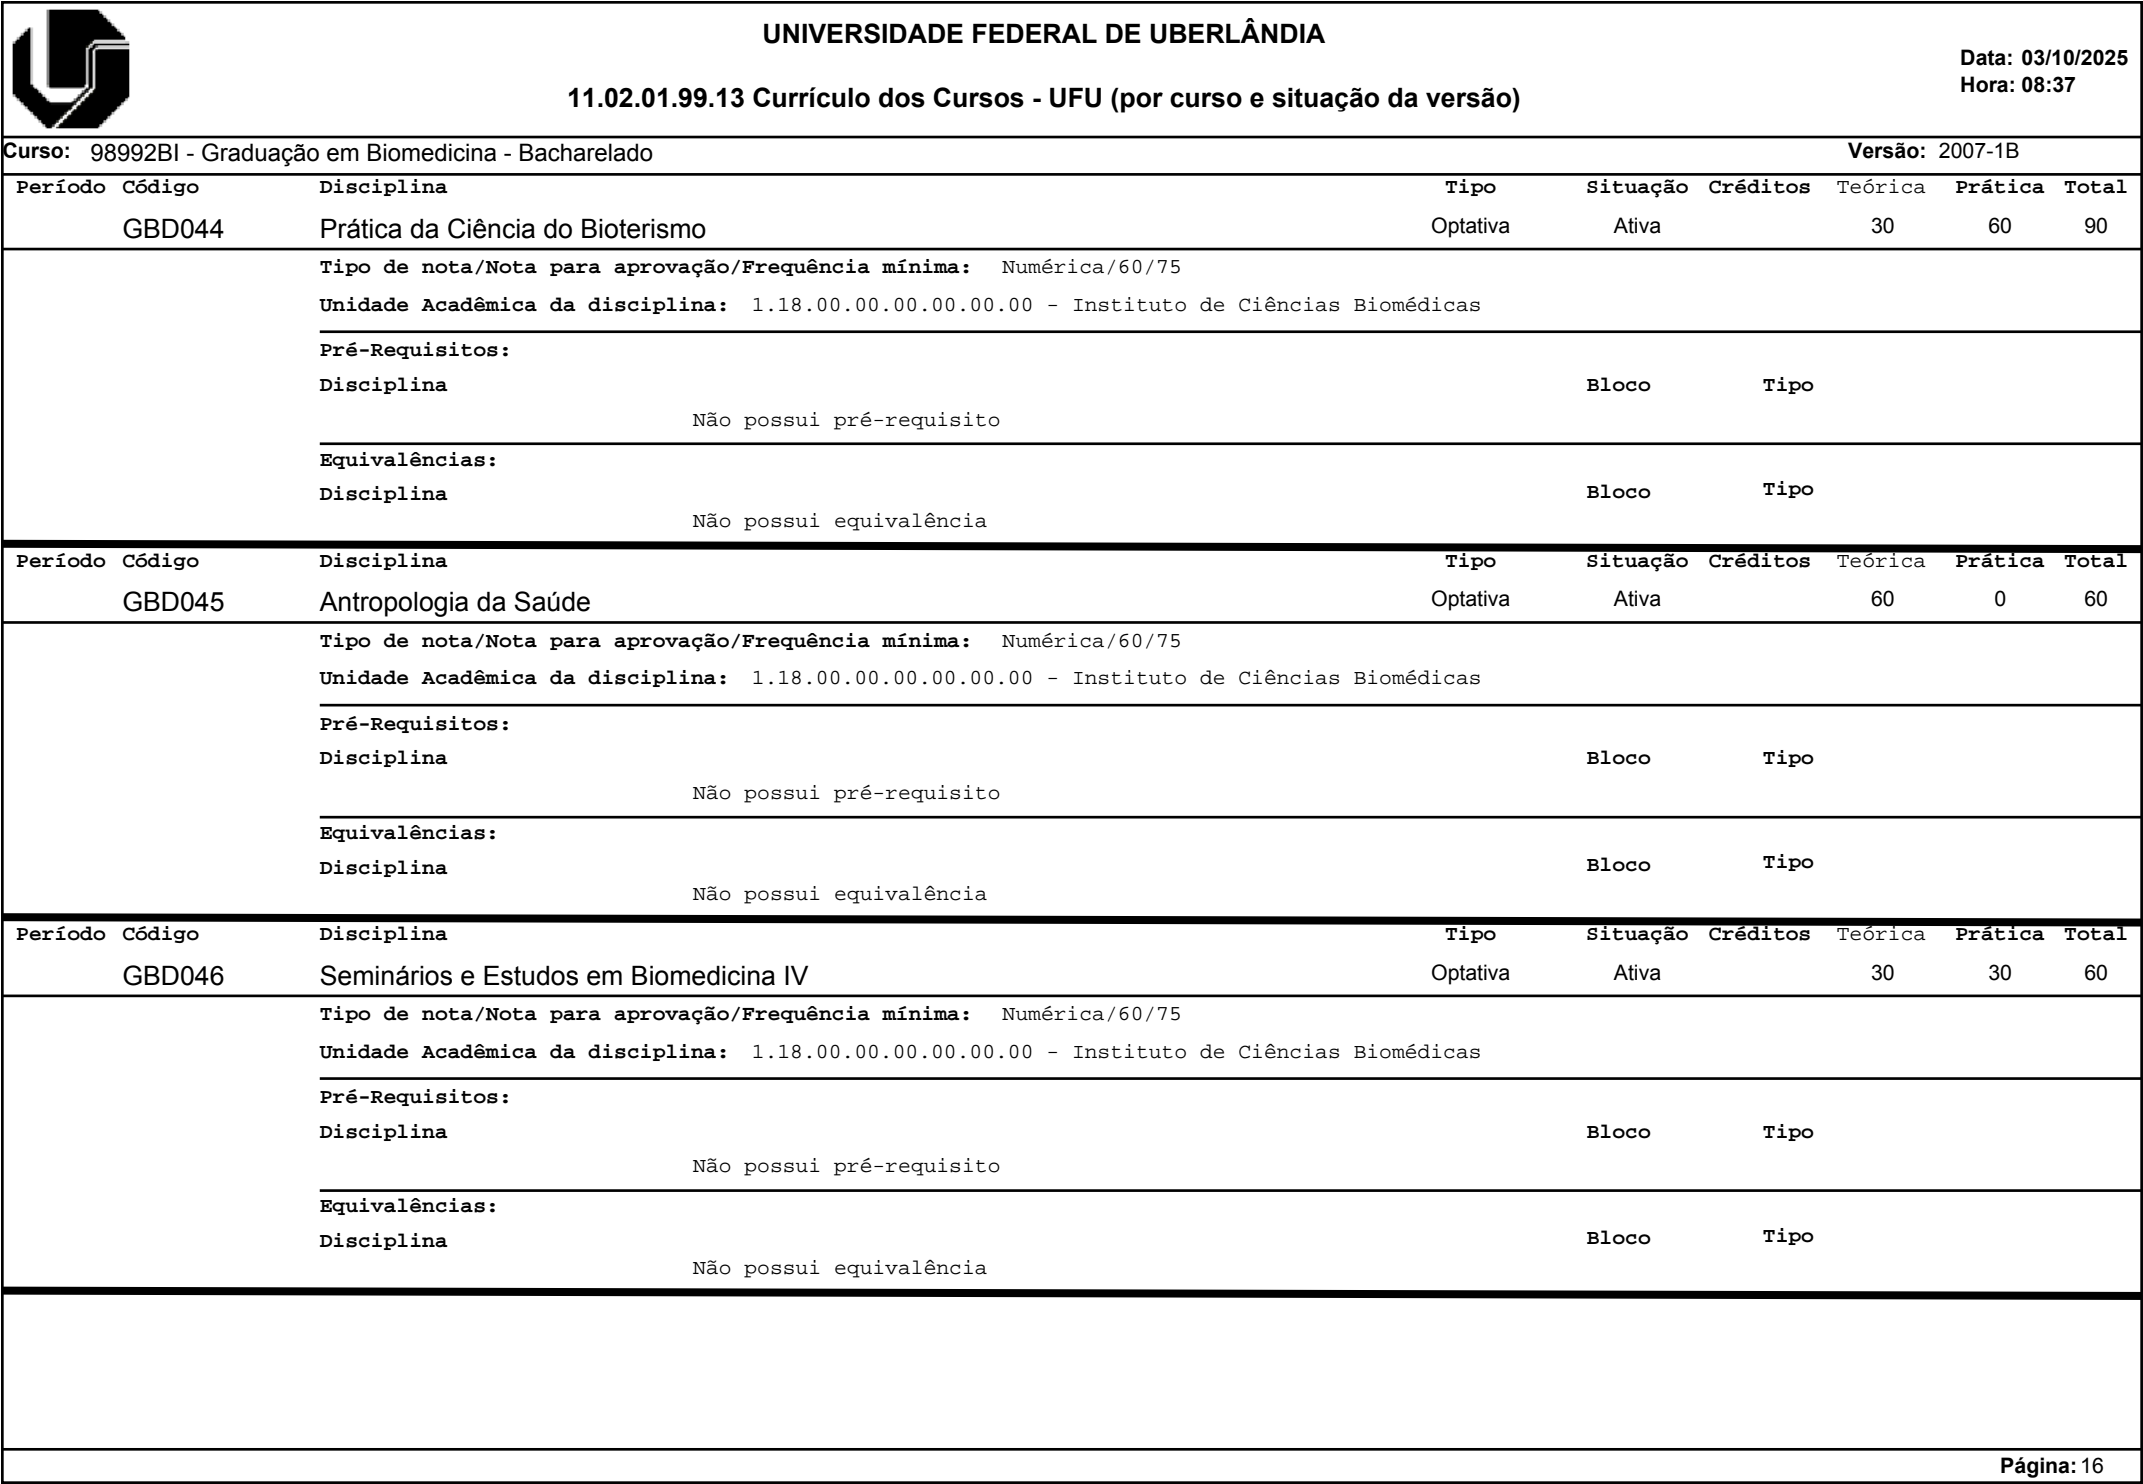 UNIVERSIDADE FEDERAL DE UBERLÂNDIA
Data: 03/10/2025
Hora: 08:37
11.02.01.99.13 Currículo dos Cursos - UFU (por curso e situação da versão)
Curso: 98992BI - Graduação em Biomedicina - Bacharelado Versão: 2007-1B
Período Código Disciplina Tipo Situação Créditos Teórica Prática Total
GBD044 Prática da Ciência do Bioterismo Optativa Ativa 30 60 90
Tipo de nota/Nota para aprovação/Frequência mínima: Numérica/60/75
Unidade Acadêmica da disciplina: 1.18.00.00.00.00.00.00 - Instituto de Ciências Biomédicas
Pré-Requisitos:
Disciplina Bloco Tipo
Não possui pré-requisito
Equivalências:
Disciplina Bloco Tipo
Não possui equivalência
Período Código Disciplina Tipo Situação Créditos Teórica Prática Total
GBD045 Antropologia da Saúde Optativa Ativa 60 0 60
Tipo de nota/Nota para aprovação/Frequência mínima: Numérica/60/75
Unidade Acadêmica da disciplina: 1.18.00.00.00.00.00.00 - Instituto de Ciências Biomédicas
Pré-Requisitos:
Disciplina Bloco Tipo
Não possui pré-requisito
Equivalências:
Disciplina Bloco Tipo
Não possui equivalência
Período Código Disciplina Tipo Situação Créditos Teórica Prática Total
GBD046 Seminários e Estudos em Biomedicina IV Optativa Ativa 30 30 60
Tipo de nota/Nota para aprovação/Frequência mínima: Numérica/60/75
Unidade Acadêmica da disciplina: 1.18.00.00.00.00.00.00 - Instituto de Ciências Biomédicas
Pré-Requisitos:
Disciplina Bloco Tipo
Não possui pré-requisito
Equivalências:
Disciplina Bloco Tipo
Não possui equivalência
Página: 16